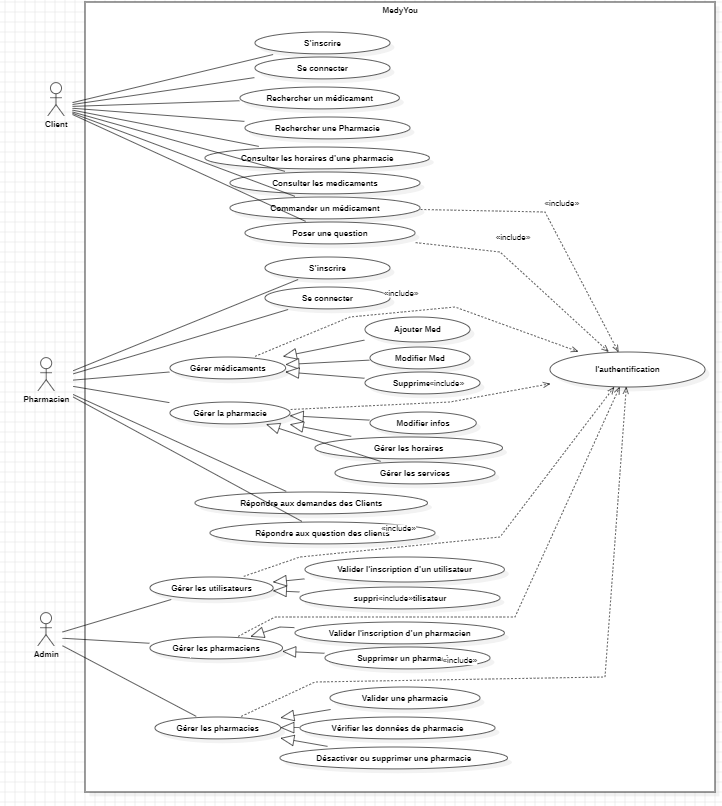 MedyYou
S'inscrire
Se connecter
Rechercher un médicament
Client
Rechercher une Pharmacie
Consulter les horaires d'une pharmacie
Consulter les medicaments
Commander un médicament
«include»
Poser une question
«include»
S'inscrire
Se connecter
«include»
Ajouter Med
Modifier Med
Gérer médicaments
l'authentification
Supprime«include»
Pharmacien
Gérer la pharmacie
Modifier infos
Gérer les horaires
Gérer les services
Répondre aux demandes des Clients
«include»
Répondre aux question des clients
Valider l'inscription d'un utilisateur
Gérer les utilisateurs
suppri«include»tilisateur
Valider l'inscription d'un pharmacien
Gérer les pharmaciens
Admin
Supprimer un pharma«include»
Valider une pharmacie
Gérer les pharmacies
Vérifier les données de pharmacie
Désactiver ou supprimer une pharmacie